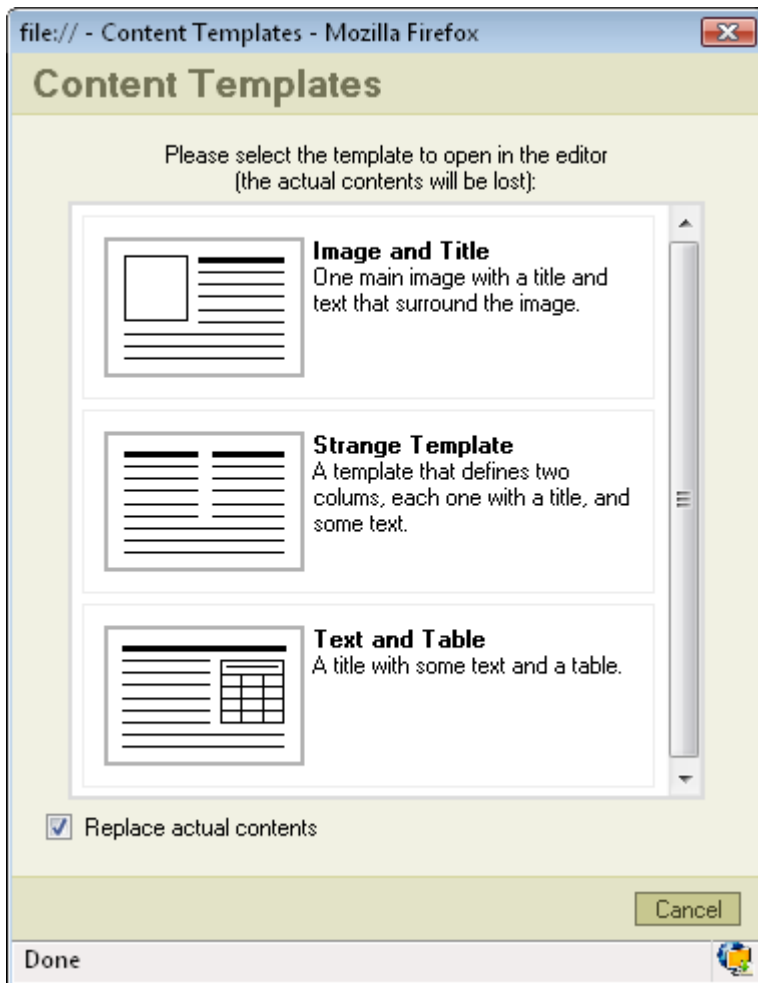 file:// - Content Templates - Mozilla Firefox
Content Templates
Please select the template to open in the editor
(the actual contents will be lost):
Image and Title
One main image with a title and
text that surround the image.
Strange Template
A template that defines two
colums, each one with a title, and
some text.
Text and Table
A title with some text and a table.
Replace actual contents
Cancel
Done